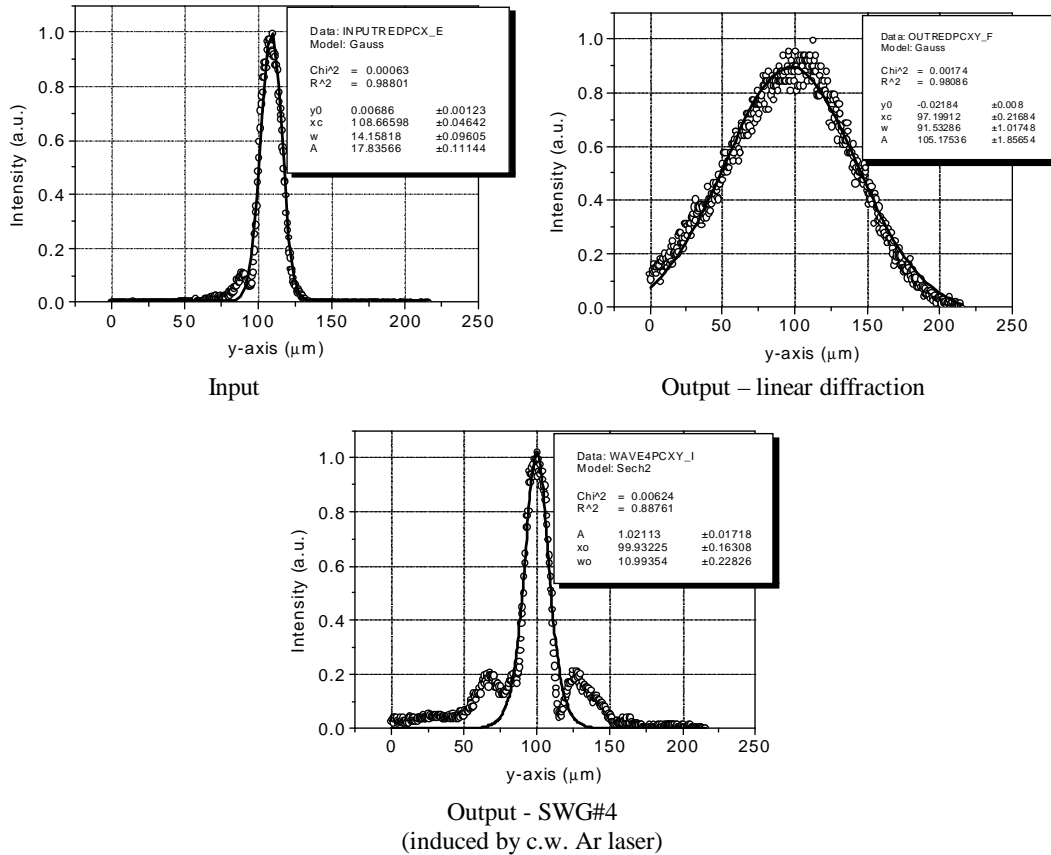 Data: INPUTREDPCX_E
Model: Gauss
Chi^2 = 0.00063
R^2 = 0.98801
y0 0.00686 ±0.00123
xc 108.66598 ±0.04642
w 14.15818 ±0.09605
A 17.83566 ±0.11144
1.0
0.8
0.6
0.4
0.2
0.0
Intensity (a.u.)
0 50 100 150 200 250
y-axis (μm)
Input
Data: OUTREDPCXY_F
Model: Gauss
Chi^2 = 0.00174
R^2 = 0.98086
y0 -0.02184 ±0.008
xc 97.19912 ±0.21684
w 91.53286 ±1.01748
A 105.17536 ±1.85654
1.0
0.8
0.6
0.4
0.2
0.0
Intensity (a.u.)
0 50 100 150 200 250
y-axis (μm)
Output – linear diffraction
Data: WAVE4PCXY_I
Model: Sech2
Chi^2 = 0.00624
R^2 = 0.88761
A 1.02113 ±0.01718
xo 99.93225 ±0.16308
wo 10.99354 ±0.22826
1.0
0.8
0.6
0.4
0.2
0.0
Intensity (a.u.)
0 50 100 150 200 250
y-axis (μm)
Output - SWG#4
(induced by c.w. Ar laser)